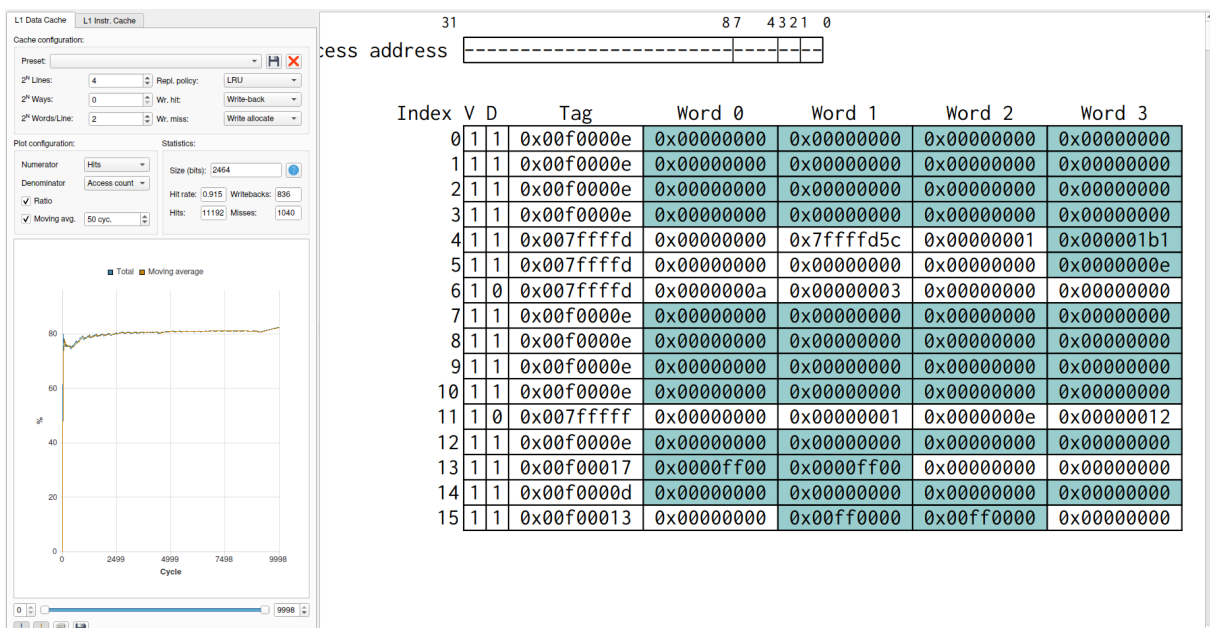 L1 Data Cache L1 Instr. Cache
Cache configuration:
Preset:
2^N Lines: 4 Repl. policy: LRU
2^N Ways: 0 Wr. hit: Write-back
2^N Words/Line: 2 Wr. miss: Write allocate
Plot configuration: Statistics:
Numerator Hits Size (bits): 2464
Denominator Access count
Ratio Hit rate: 0.915 Writebacks: 836
Moving avg. 50 cyc. Hits: 11192 Misses: 1040
Total Moving average
80
60
%
40
20
0
0 2499 4999 7498 9998
Cycle
0 9998
31 8 7 4 3 2 1 0
cess address
Index V D Tag Word 0 Word 1 Word 2 Word 3
0 1 1 0x00f0000e 0x00000000 0x00000000 0x00000000 0x00000000
1 1 1 0x00f0000e 0x00000000 0x00000000 0x00000000 0x00000000
2 1 1 0x00f0000e 0x00000000 0x00000000 0x00000000 0x00000000
3 1 1 0x00f0000e 0x00000000 0x00000000 0x00000000 0x00000000
4 1 1 0x007ffffd 0x00000000 0x7ffffd5c 0x00000001 0x000001b1
5 1 1 0x007ffffd 0x00000000 0x00000000 0x00000000 0x0000000e
6 1 0 0x007ffffd 0x0000000a 0x00000003 0x00000000 0x00000000
7 1 1 0x00f0000e 0x00000000 0x00000000 0x00000000 0x00000000
8 1 1 0x00f0000e 0x00000000 0x00000000 0x00000000 0x00000000
9 1 1 0x00f0000e 0x00000000 0x00000000 0x00000000 0x00000000
10 1 1 0x00f0000e 0x00000000 0x00000000 0x00000000 0x00000000
11 1 0 0x007fffff 0x00000000 0x00000001 0x0000000e 0x00000012
12 1 1 0x00f0000e 0x00000000 0x00000000 0x00000000 0x00000000
13 1 1 0x00f00017 0x0000ff00 0x0000ff00 0x00000000 0x00000000
14 1 1 0x00f0000d 0x00000000 0x00000000 0x00000000 0x00000000
15 1 1 0x00f00013 0x00000000 0x00ff0000 0x00ff0000 0x00000000